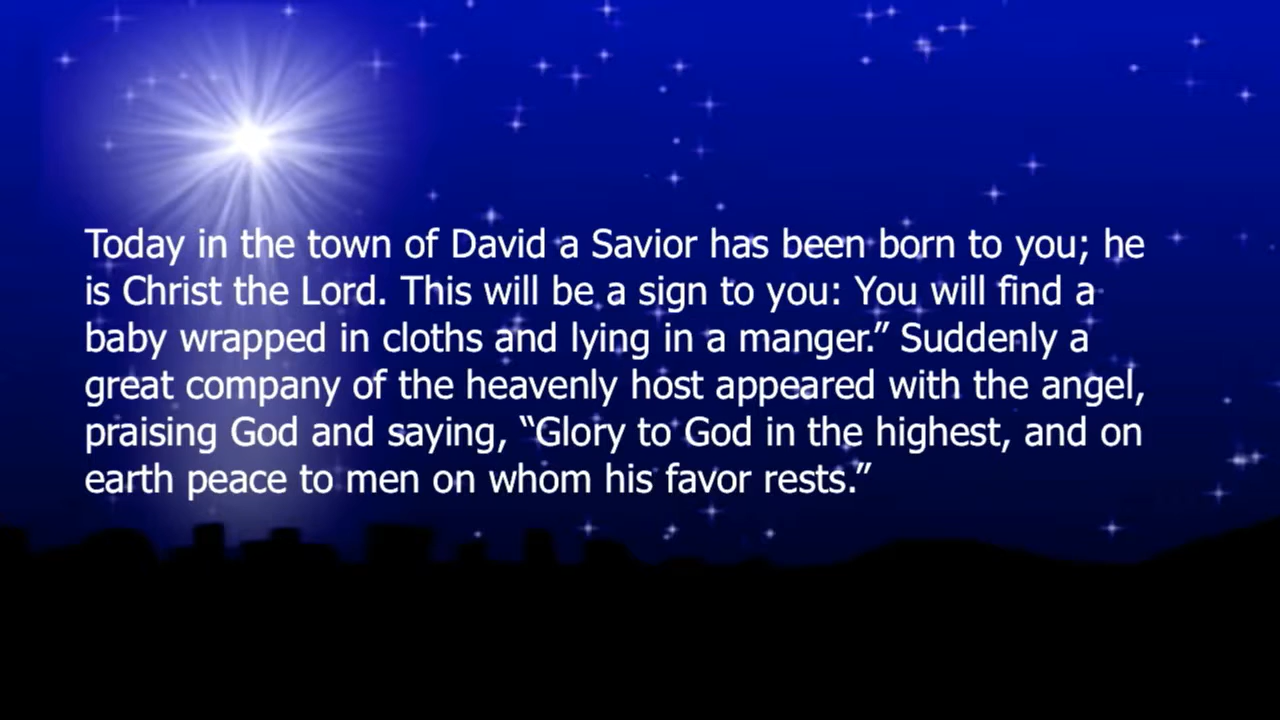 Today in the town of David a Savior has been born to you; he
is Christ the Lord. This will be a sign to you: You will find a
baby wrapped in cloths and lying in a manger.” Suddenly a
great company of the heavenly host appeared with the angel,
praising God and saying, “Glory to God in the highest, and on
earth peace to men on whom his favor rests.”